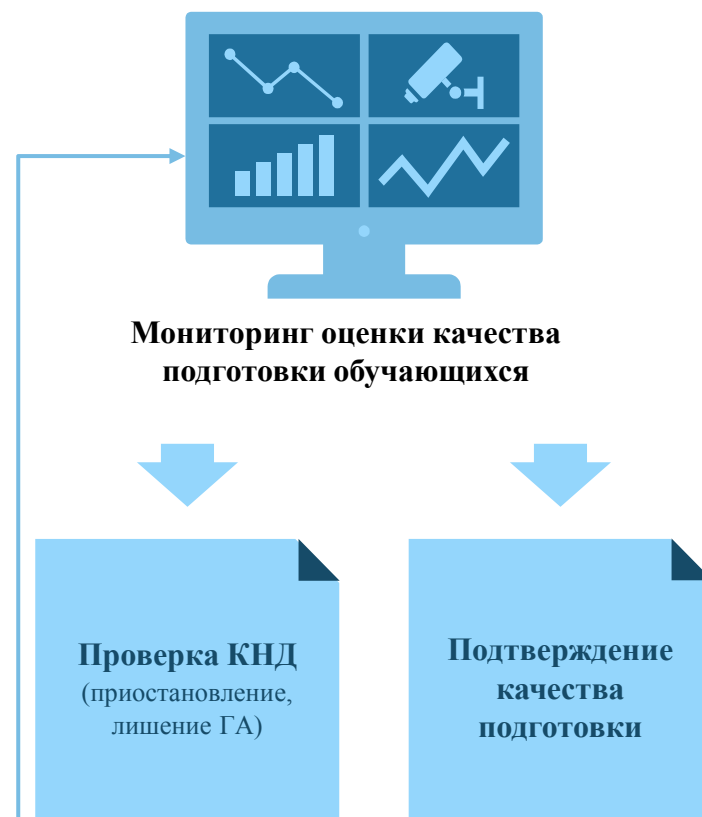 Мониторинг оценки качества
подготовки обучающихся
Проверка КНД
(приостановление,
лишение ГА)
Подтверждение
качества
подготовки